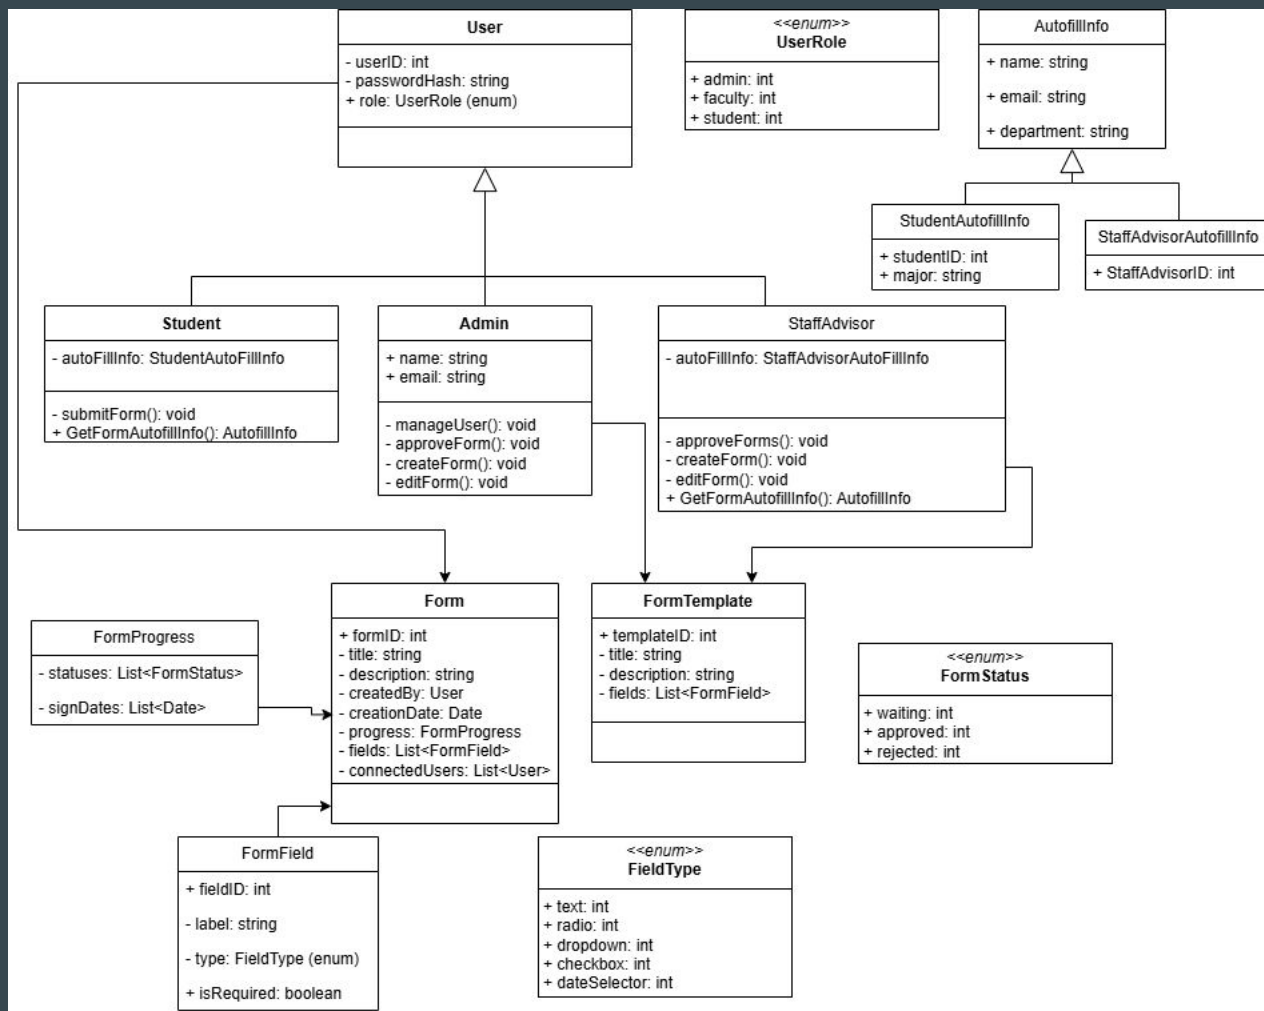 User
- userID: int
- passwordHash: string
+ role: UserRole (enum)
<<enum>>
UserRole
+ admin: int
+ faculty: int
+ student: int
AutofillInfo
+ name: string
+ email: string
+ department: string
StudentAutofillInfo
+ studentID: int
+ major: string
StaffAdvisorAutofillInfo
+ StaffAdvisorID: int
Student
- autoFillInfo: StudentAutoFillInfo
- submitForm(): void
+ GetFormAutofillInfo(): AutofillInfo
Admin
+ name: string
+ email: string
- manageUser(): void
- approveForm(): void
- createForm(): void
- editForm(): void
StaffAdvisor
- autoFillInfo: StaffAdvisorAutoFillInfo
- approveForms(): void
- createForm(): void
- editForm(): void
+ GetFormAutofillInfo(): AutofillInfo
FormProgress
- statuses: List<FormStatus>
- signDates: List<Date>
Form
+ formID: int
- title: string
- description: string
- createdBy: User
- creationDate: Date
- progress: FormProgress
- fields: List<FormField>
- connectedUsers: List<User>
FormTemplate
+ templateID: int
- title: string
- description: string
- fields: List<FormField>
<<enum>>
FormStatus
+ waiting: int
+ approved: int
+ rejected: int
FormField
+ fieldID: int
- label: string
- type: FieldType (enum)
+ isRequired: boolean
<<enum>>
FieldType
+ text: int
+ radio: int
+ dropdown: int
+ checkbox: int
+ dateSelector: int